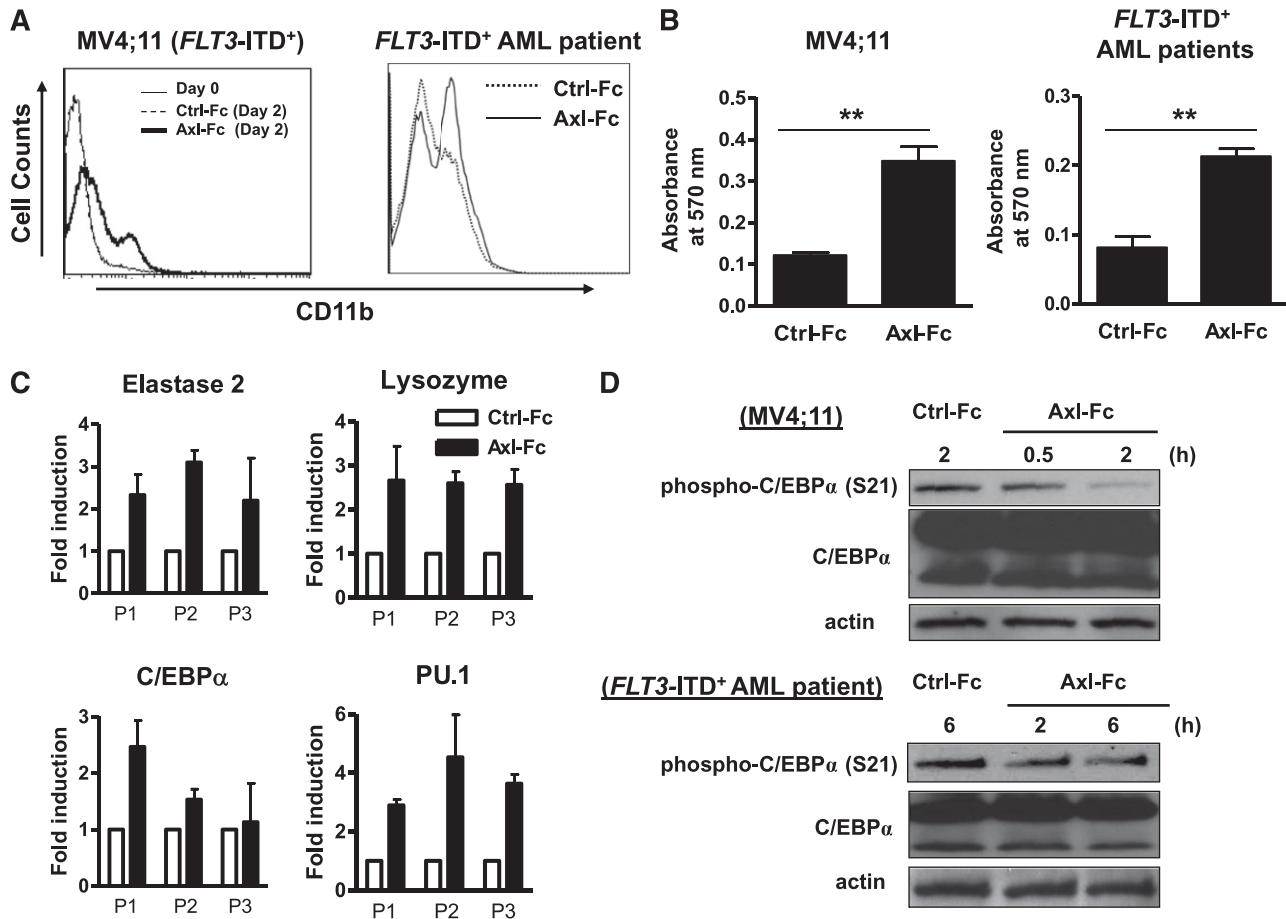 A
MV4;11 (FLT3-ITD+)
Day 0
Ctrl-Fc (Day 2)
Axl-Fc (Day 2)
FLT3-ITD+ AML patient
Ctrl-Fc
Axl-Fc
Cell Counts
CD11b
B
MV4;11
Absorbance
at 570 nm
0.5
0.4
0.3
0.2
0.1
0.0
**
Ctrl-Fc
Axl-Fc
FLT3-ITD+
AML patients
Absorbance
at 570 nm
0.3
0.2
0.1
0.0
**
Ctrl-Fc
Axl-Fc
C
Elastase 2
Fold induction
4
3
2
1
0
P1 P2 P3
Lysozyme
Ctrl-Fc
Axl-Fc
Fold induction
4
3
2
1
0
P1 P2 P3
C/EBPα
Fold induction
3
2
1
0
P1 P2 P3
PU.1
Fold induction
6
4
2
0
P1 P2 P3
D
(MV4;11)
Ctrl-Fc Axl-Fc
2 0.5 2 (h)
phospho-C/EBPα (S21)
C/EBPα
actin
(FLT3-ITD+ AML patient)
Ctrl-Fc Axl-Fc
6 2 6 (h)
phospho-C/EBPα (S21)
C/EBPα
actin